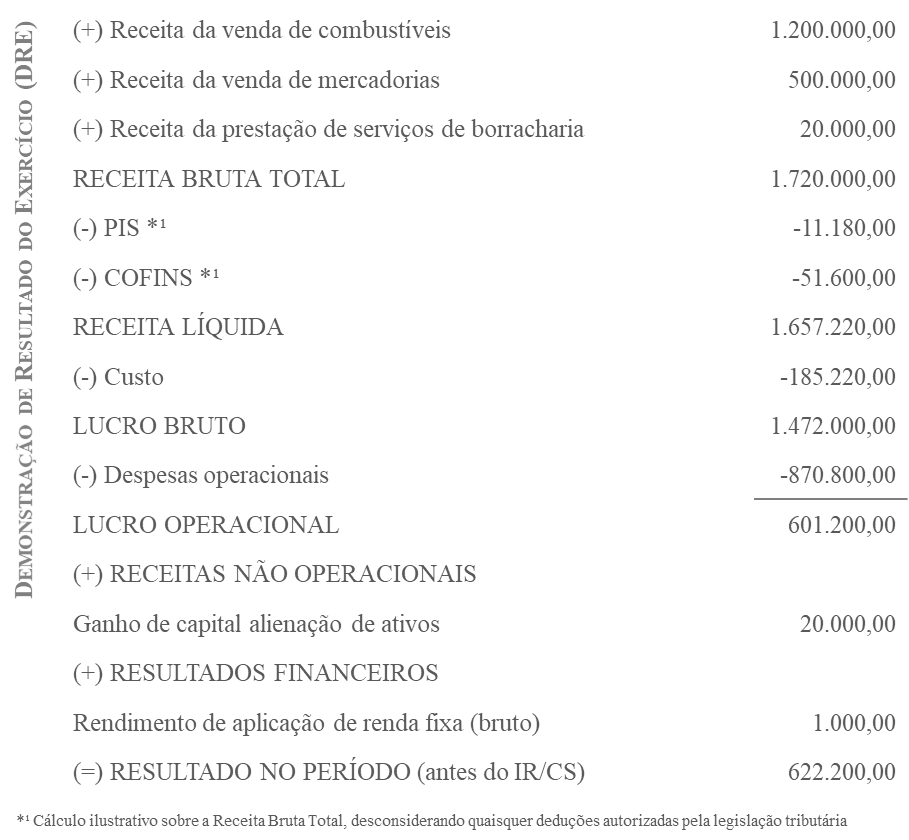 DEMONSTRAÇÃO DE RESULTADO DO EXERCÍCIO (DRE)
(+) Receita da venda de combustíveis 1.200.000,00
(+) Receita da venda de mercadorias 500.000,00
(+) Receita da prestação de serviços de borracharia 20.000,00
RECEITA BRUTA TOTAL 1.720.000,00
(-) PIS *¹ -11.180,00
(-) COFINS *¹ -51.600,00
RECEITA LÍQUIDA 1.657.220,00
(-) Custo -185.220,00
LUCRO BRUTO 1.472.000,00
(-) Despesas operacionais -870.800,00
LUCRO OPERACIONAL 601.200,00
(+) RECEITAS NÃO OPERACIONAIS
Ganho de capital alienação de ativos 20.000,00
(+) RESULTADOS FINANCEIROS
Rendimento de aplicação de renda fixa (bruto) 1.000,00
(=) RESULTADO NO PERÍODO (antes do IR/CS) 622.200,00
*¹ Cálculo ilustrativo sobre a Receita Bruta Total, desconsiderando quaisquer deduções autorizadas pela legislação tributária